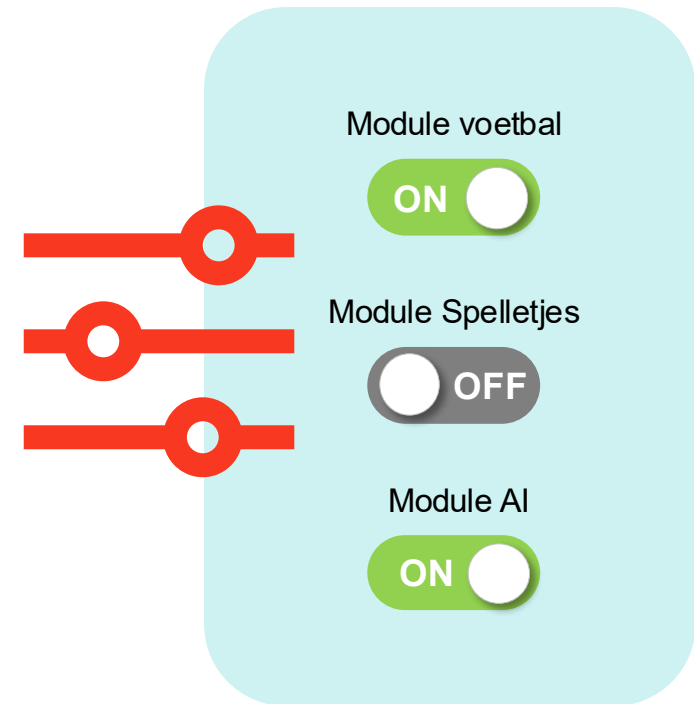 Module voetbal
ON
Module Spelletjes
OFF
Module AI
ON